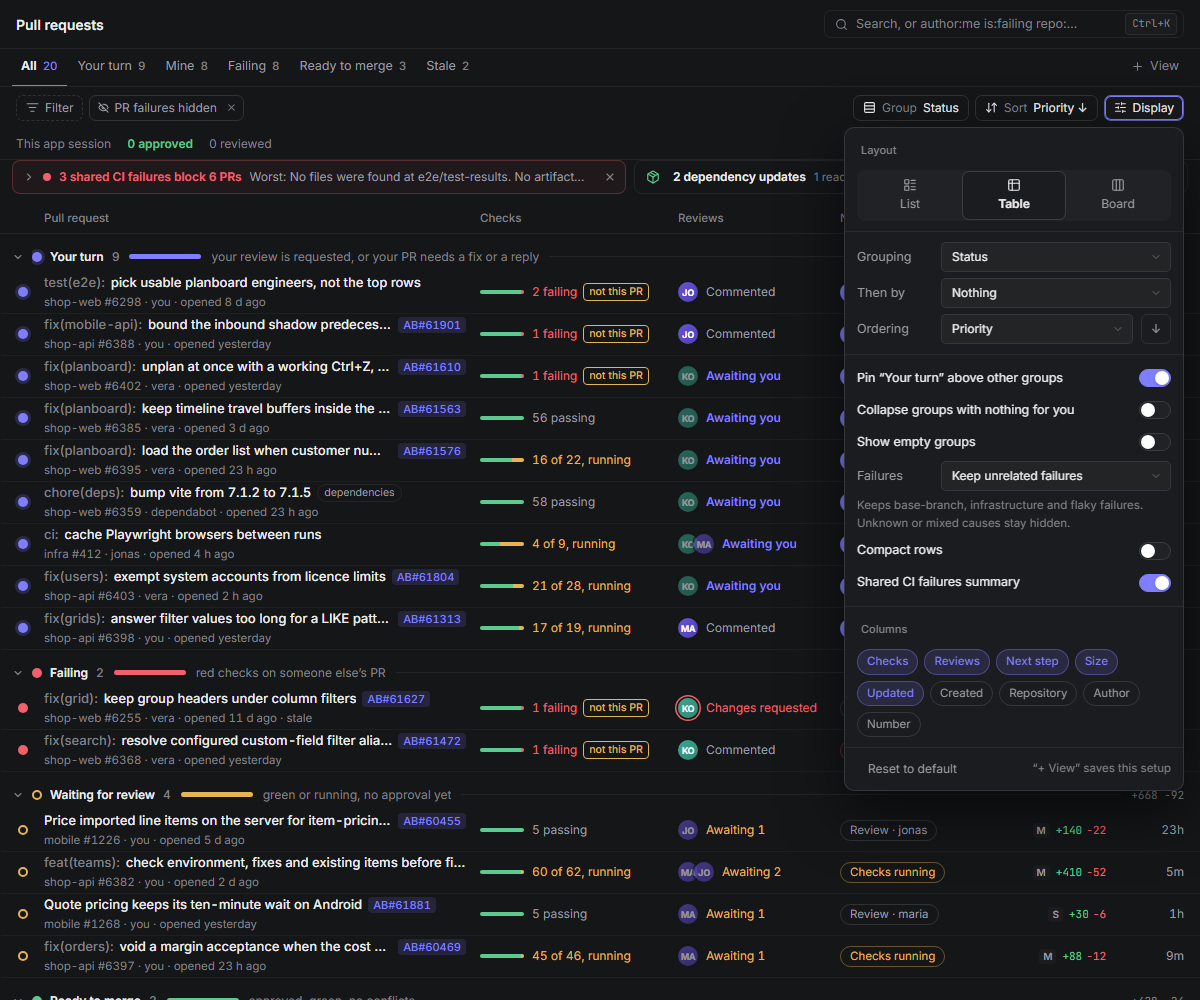 Pull requests
Search, or author:me is:failing repo:... Ctrl+K
All 20 Your turn 9 Mine 8 Failing 8 Ready to merge 3 Stale 2 + View
Filter PR failures hidden × Group Status Sort Priority ↓ Display
This app session 0 approved 0 reviewed
3 shared CI failures block 6 PRs Worst: No files were found at e2e/test-results. No artifact... × 2 dependency updates
Pull request Checks Reviews
Your turn 9 your review is requested, or your PR needs a fix or a reply
test(e2e): pick usable planboard engineers, not the top rows
shop-web #6298 · you · opened 8 d ago
2 failing not this PR JO Commented
fix(mobile-api): bound the inbound shadow predeces... AB#61901
shop-api #6388 · you · opened yesterday
1 failing not this PR JO Commented
fix(planboard): unplan at once with a working Ctrl+Z, ... AB#61610
shop-web #6402 · vera · opened yesterday
1 failing not this PR KO Awaiting you
fix(planboard): keep timeline travel buffers inside the ... AB#61563
shop-web #6385 · vera · opened 3 d ago
56 passing KO Awaiting you
fix(planboard): load the order list when customer nu... AB#61576
shop-web #6395 · vera · opened 23 h ago
16 of 22, running KO Awaiting you
chore(deps): bump vite from 7.1.2 to 7.1.5 dependencies
shop-web #6359 · dependabot · opened 23 h ago
58 passing KO Awaiting you
ci: cache Playwright browsers between runs
infra #412 · jonas · opened 4 h ago
4 of 9, running KO MA Awaiting you
fix(users): exempt system accounts from licence limits AB#61804
shop-api #6403 · vera · opened 2 h ago
21 of 28, running KO Awaiting you
fix(grids): answer filter values too long for a LIKE patt... AB#61313
shop-api #6398 · you · opened yesterday
17 of 19, running MA Commented
Failing 2 red checks on someone else's PR
fix(grid): keep group headers under column filters AB#61627
shop-web #6255 · vera · opened 11 d ago · stale
1 failing not this PR KO Changes requested
fix(search): resolve configured custom-field filter alia... AB#61472
shop-web #6368 · vera · opened yesterday
1 failing not this PR KO Commented
Waiting for review 4 green or running, no approval yet +668 -92
Price imported line items on the server for item-pricin... AB#60455
mobile #1226 · you · opened 5 d ago
5 passing JO Awaiting 1 Review · jonas M +140 -22 23h
feat(teams): check environment, fixes and existing items before fi...
shop-api #6382 · you · opened 2 d ago
60 of 62, running MA JO Awaiting 2 Checks running M +410 -52 5m
Quote pricing keeps its ten-minute wait on Android AB#61881
mobile #1268 · you · opened yesterday
5 passing MA Awaiting 1 Review · maria S +30 -6 1h
fix(orders): void a margin acceptance when the cost ... AB#60469
shop-api #6397 · you · opened 23 h ago
45 of 46, running MA Awaiting 1 Checks running M +88 -12 9m
Ready to merge
Layout
List Table Board
Grouping Status
Then by Nothing
Ordering Priority ↓
Pin “Your turn” above other groups
Collapse groups with nothing for you
Show empty groups
Failures Keep unrelated failures
Keeps base-branch, infrastructure and flaky failures.
Unknown or mixed causes stay hidden.
Compact rows
Shared CI failures summary
Columns
Checks Reviews Next step Size
Updated Created Repository Author
Number
Reset to default “+ View” saves this setup